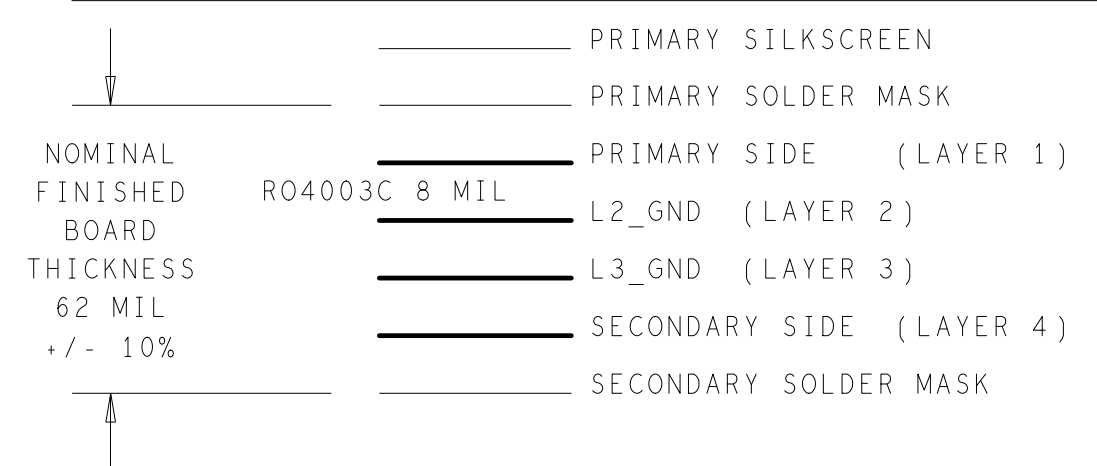 PRIMARY SILKSCREEN
PRIMARY SOLDER MASK
NOMINAL
FINISHED
BOARD
THICKNESS
62 MIL
+/- 10%
RO4003C 8 MIL
PRIMARY SIDE (LAYER 1)
L2_GND (LAYER 2)
L3_GND (LAYER 3)
SECONDARY SIDE (LAYER 4)
SECONDARY SOLDER MASK